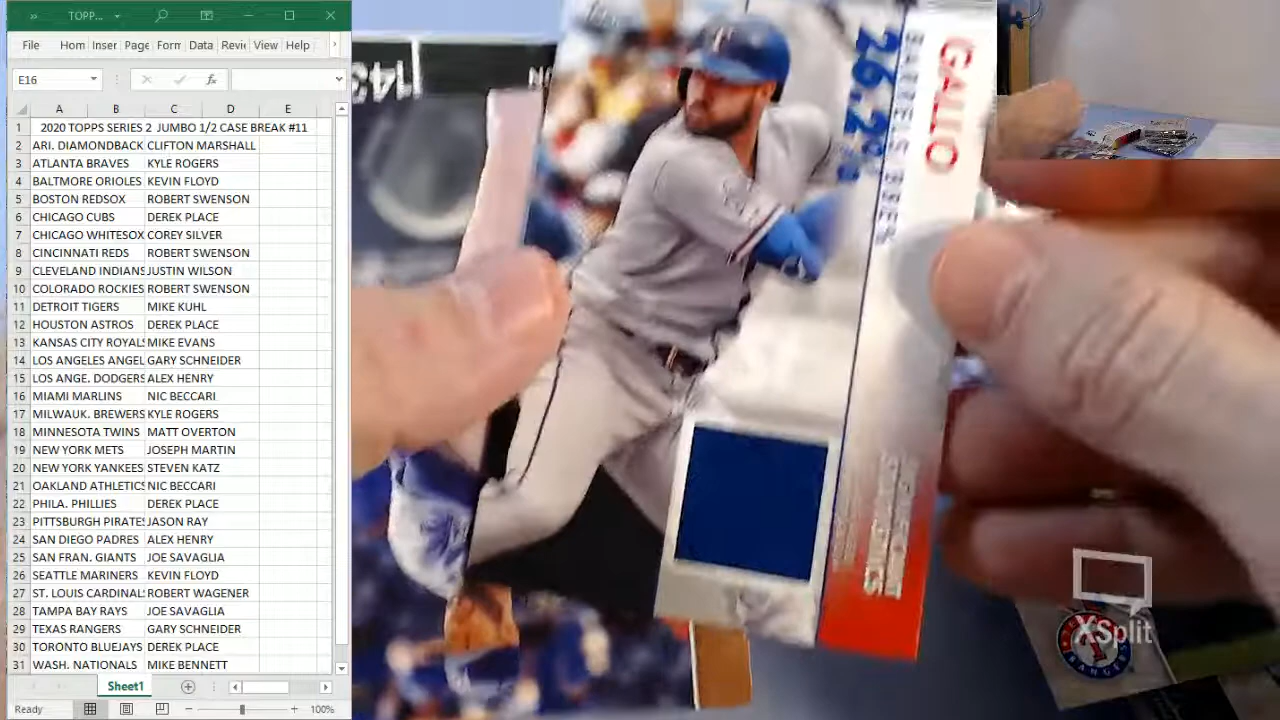 TOPP...
File Hom Inser Page Form Data Revi View Help
E16 fx
A B C D E
1 2020 TOPPS SERIES 2 JUMBO 1/2 CASE BREAK #11
2 ARI. DIAMONDBACK CLIFTON MARSHALL
3 ATLANTA BRAVES KYLE ROGERS
4 BALTMORE ORIOLES KEVIN FLOYD
5 BOSTON REDSOX ROBERT SWENSON
6 CHICAGO CUBS DEREK PLACE
7 CHICAGO WHITESOX COREY SILVER
8 CINCINNATI REDS ROBERT SWENSON
9 CLEVELAND INDIANS JUSTIN WILSON
10 COLORADO ROCKIES ROBERT SWENSON
11 DETROIT TIGERS MIKE KUHL
12 HOUSTON ASTROS DEREK PLACE
13 KANSAS CITY ROYALS MIKE EVANS
14 LOS ANGELES ANGEL GARY SCHNEIDER
15 LOS ANGE. DODGERS ALEX HENRY
16 MIAMI MARLINS NIC BECCARI
17 MILWAUK. BREWERS KYLE ROGERS
18 MINNESOTA TWINS MATT OVERTON
19 NEW YORK METS JOSEPH MARTIN
20 NEW YORK YANKEES STEVEN KATZ
21 OAKLAND ATHLETICS NIC BECCARI
22 PHILA. PHILLIES DEREK PLACE
23 PITTSBURGH PIRATES JASON RAY
24 SAN DIEGO PADRES ALEX HENRY
25 SAN FRAN. GIANTS JOE SAVAGLIA
26 SEATTLE MARINERS KEVIN FLOYD
27 ST. LOUIS CARDINAL ROBERT WAGENER
28 TAMPA BAY RAYS JOE SAVAGLIA
29 TEXAS RANGERS GARY SCHNEIDER
30 TORONTO BLUEJAYS DEREK PLACE
31 WASH. NATIONALS MIKE BENNETT
Sheet1
Ready 100%
143
GALLO
XSplit